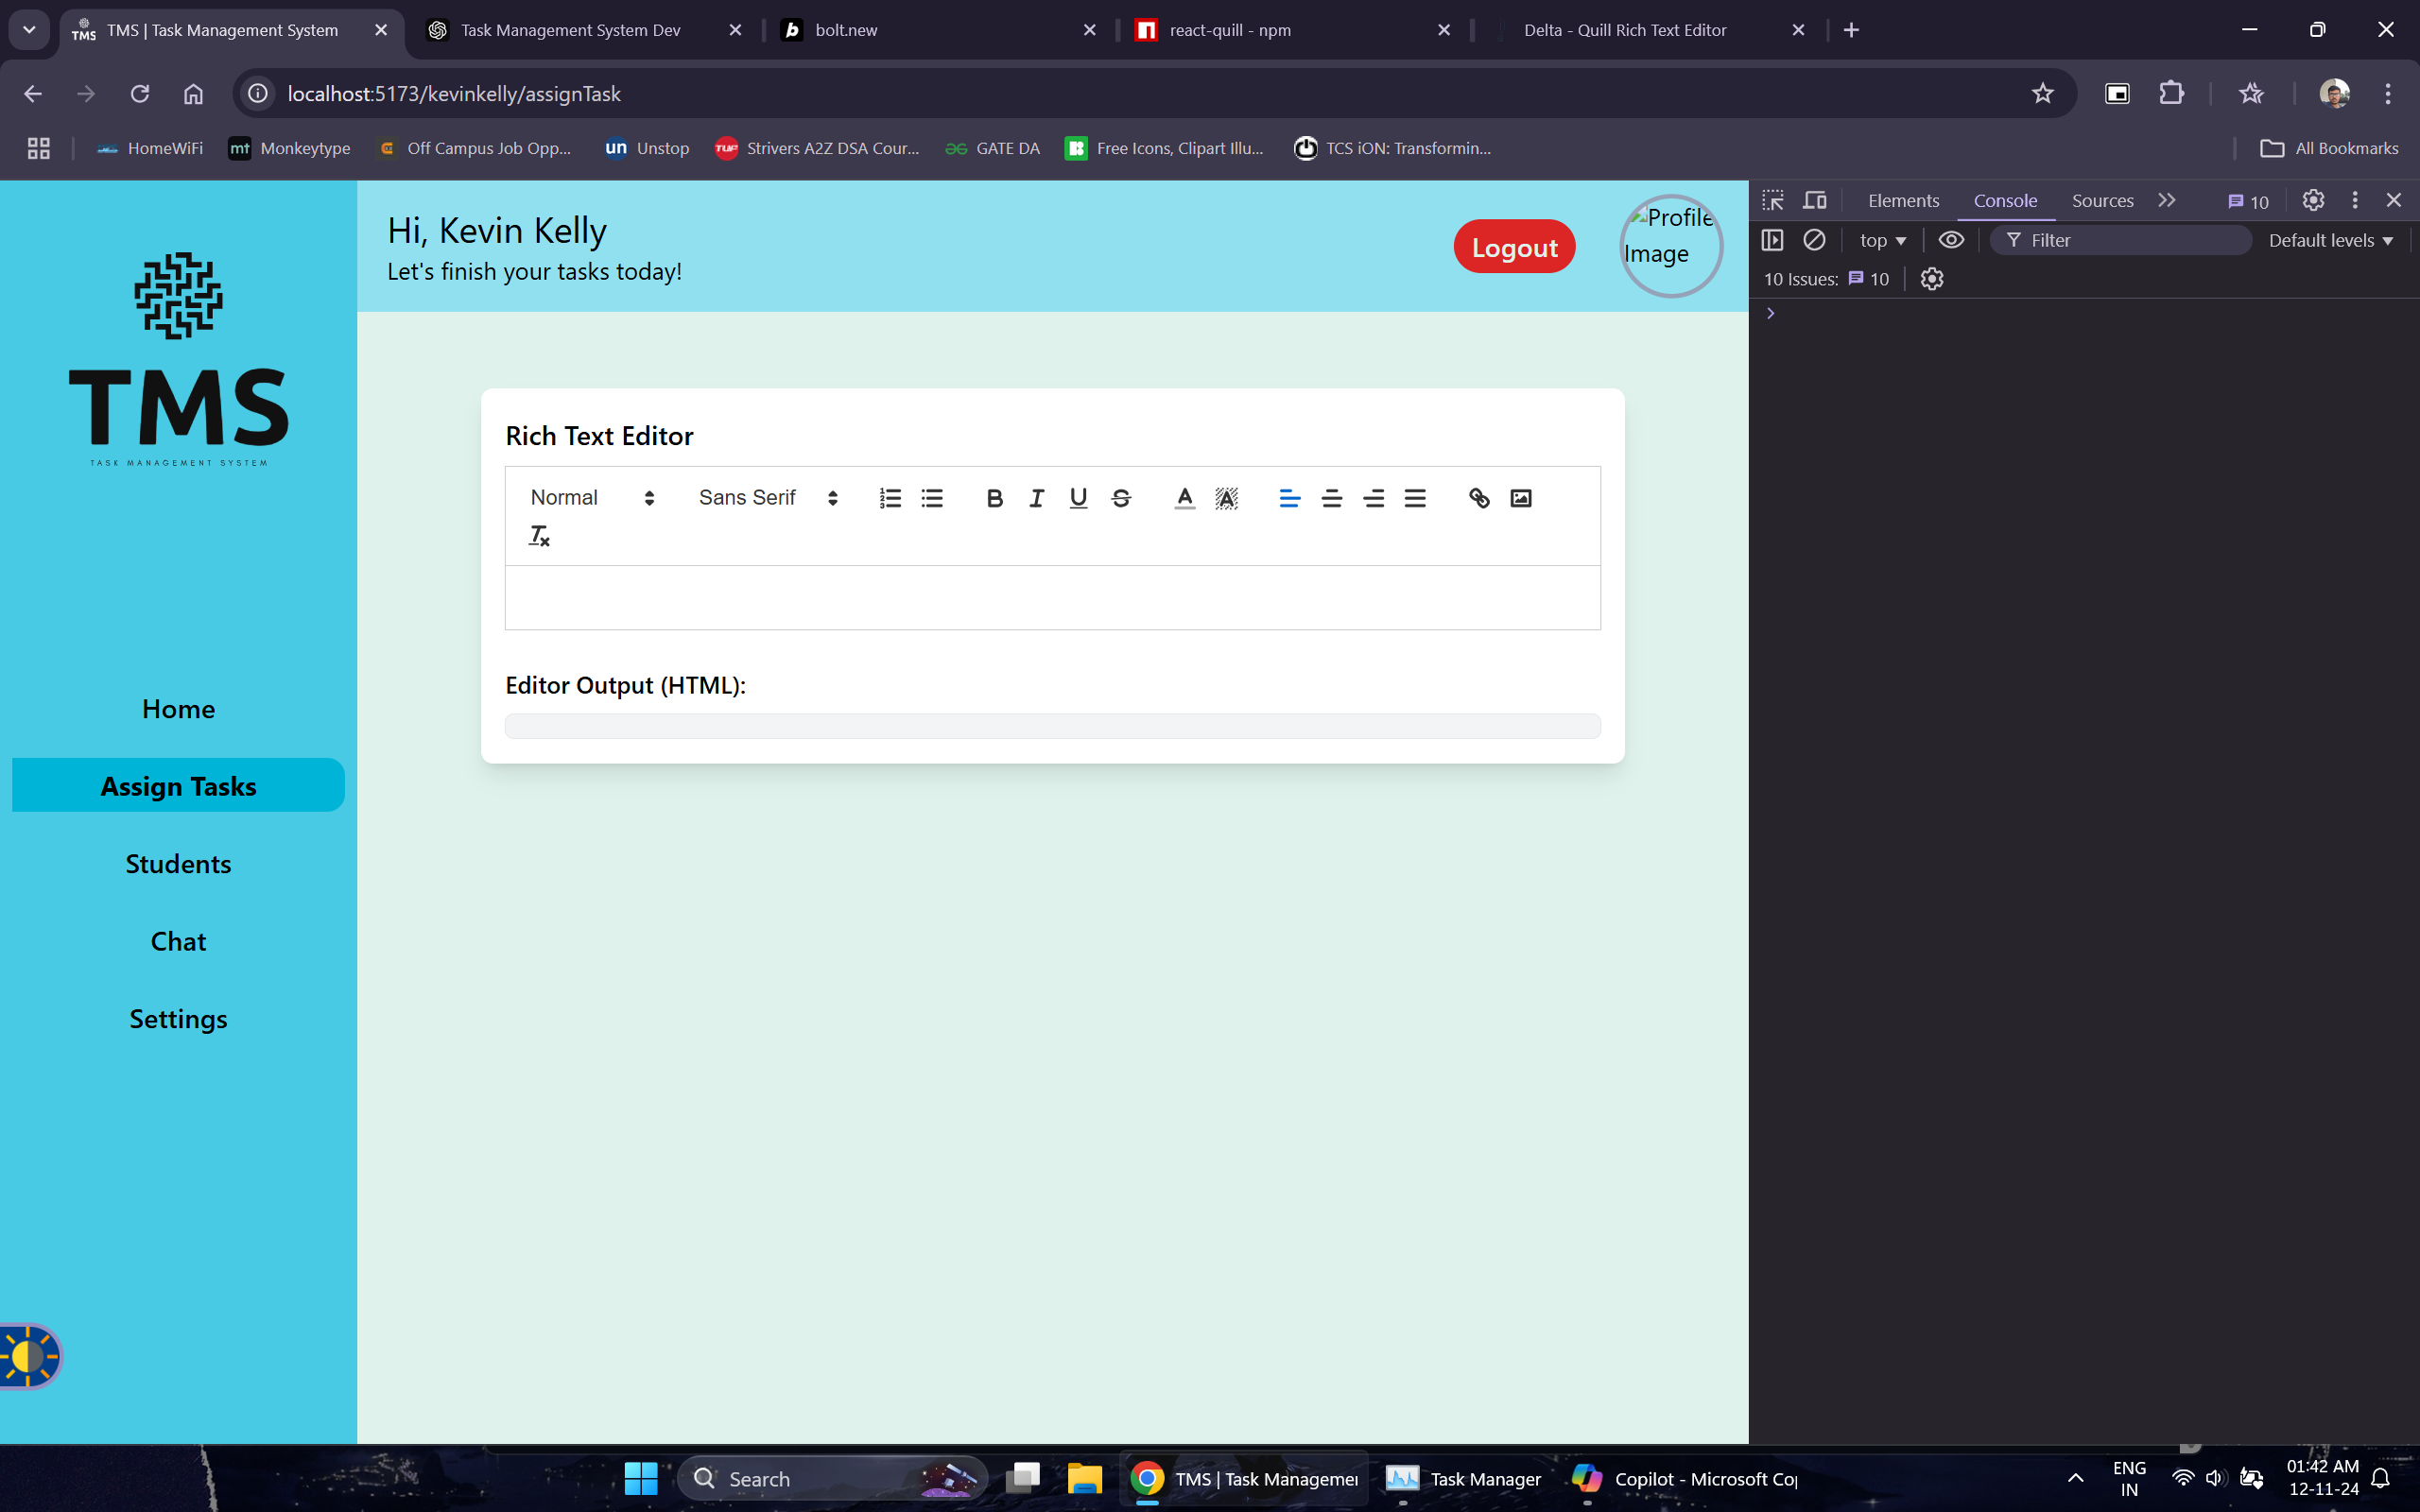 TMS | Task Management System
Task Management System Dev
bolt.new
react-quill - npm
Delta - Quill Rich Text Editor
localhost:5173/kevinkelly/assignTask
HomeWiFi
Monkeytype
Off Campus Job Opp...
Unstop
Strivers A2Z DSA Cour...
GATE DA
Free Icons, Clipart Illu...
TCS iON: Transformin...
All Bookmarks
TMS
TASK MANAGEMENT SYSTEM
Home
Assign Tasks
Students
Chat
Settings
Hi, Kevin Kelly
Let's finish your tasks today!
Logout
Profile
Image
Rich Text Editor
Normal
Sans Serif
Editor Output (HTML):
Elements
Console
Sources
10
top
Filter
Default levels
10 Issues:
10
Search
TMS | Task Managemen
Task Manager
Copilot - Microsoft Cop
ENG
IN
01:42 AM
12-11-24